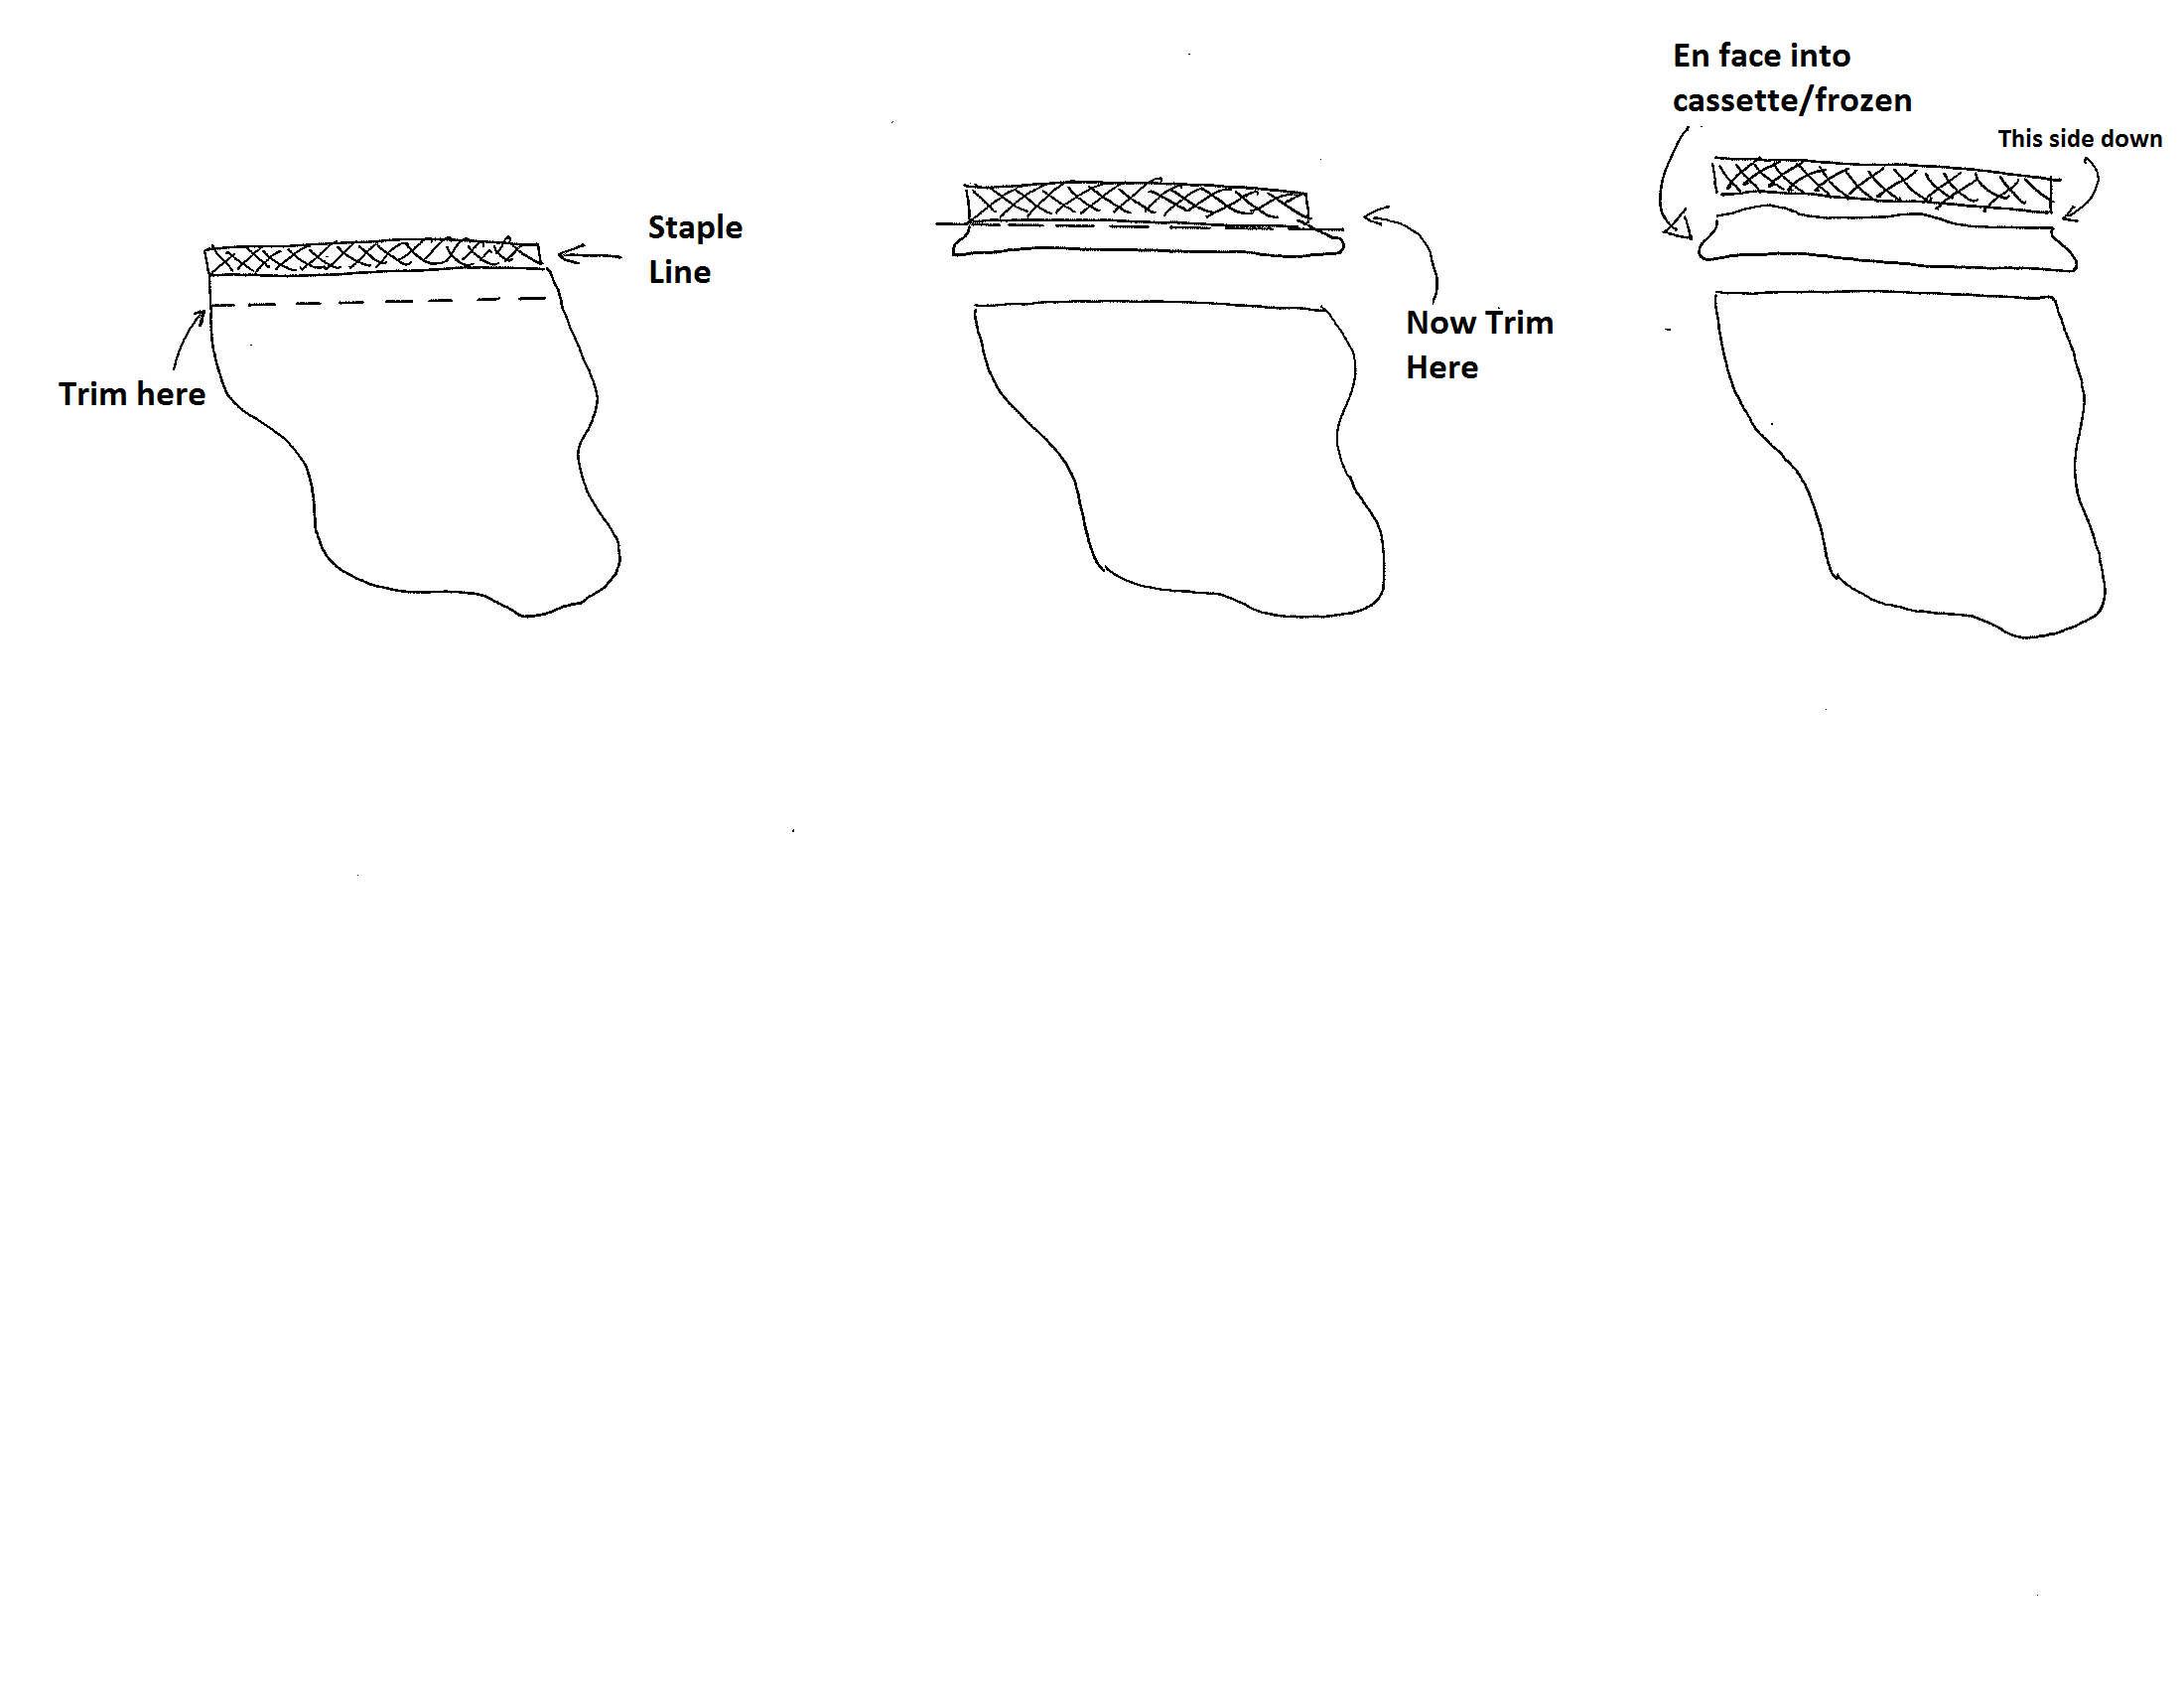 En face into
cassette/frozen
This side down
Staple
Line
Trim here
Now Trim
Here